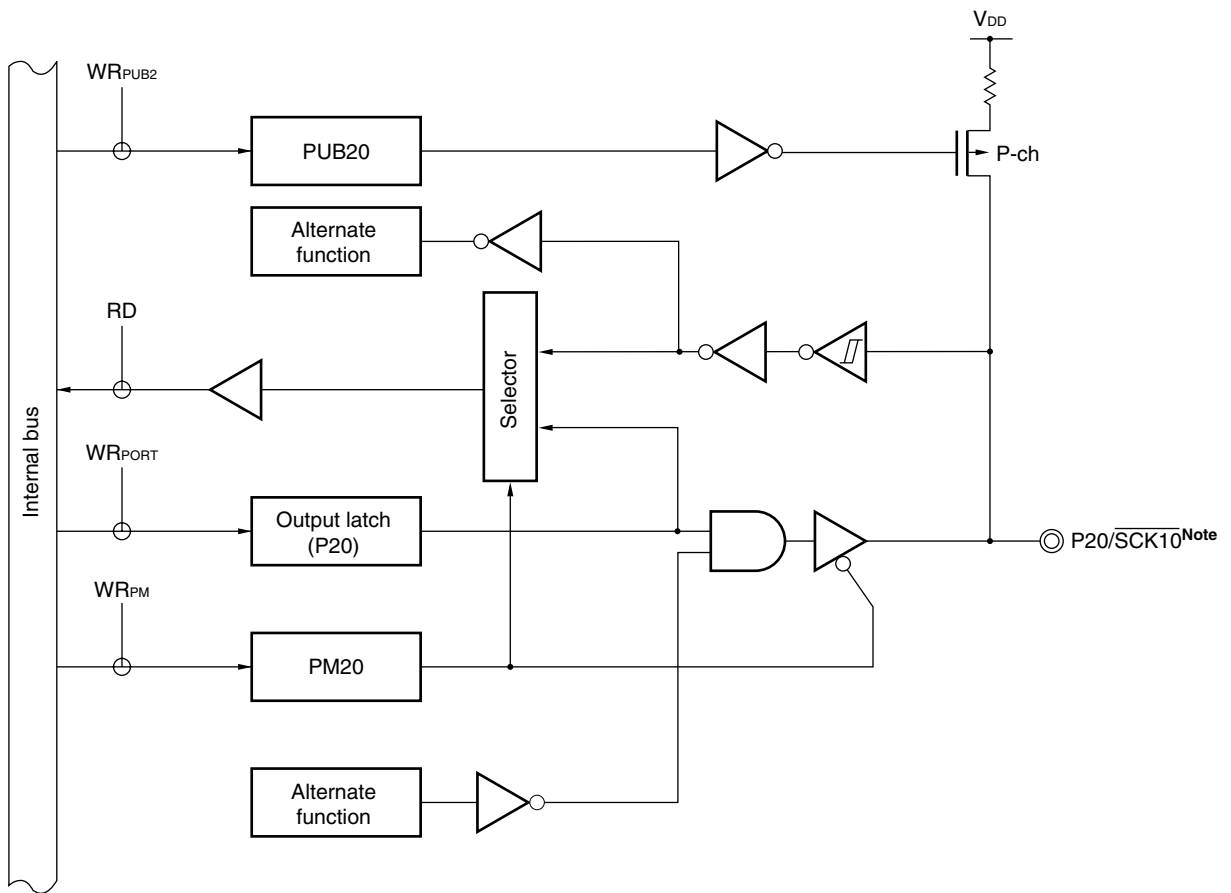 VDD
WRPUB2
PUB20
P-ch
Alternate
function
RD
Selector
Internal bus
WRPORT
Output latch
(P20)
P20/SCK10Note
WRPM
PM20
Alternate
function